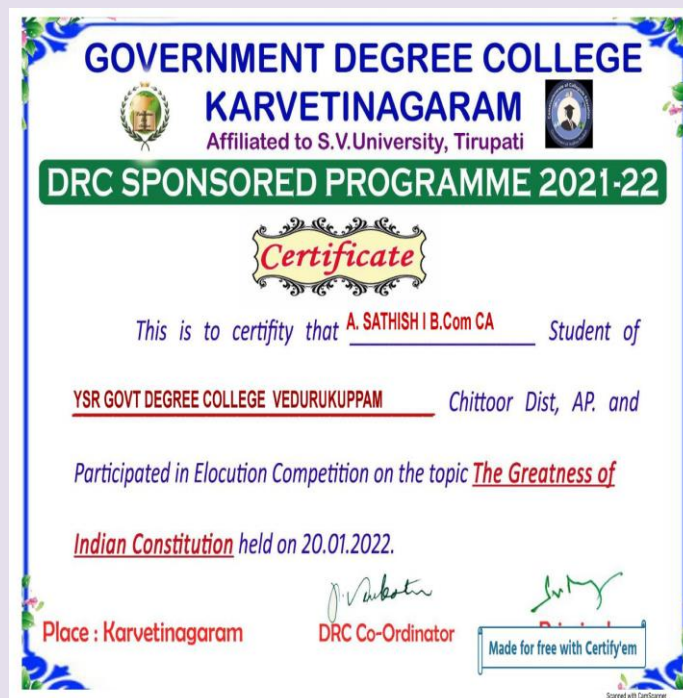 GOVERNMENT DEGREE COLLEGE
KARVETINAGARAM
Affiliated to S.V.University, Tirupati
DRC SPONSORED PROGRAMME 2021-22
Certificate
This is to certifity that A. SATHISH I B.Com CA Student of
YSR GOVT DEGREE COLLEGE VEDURUKUPPAM Chittoor Dist, AP. and
Participated in Elocution Competition on the topic The Greatness of
Indian Constitution held on 20.01.2022.
Place : Karvetinagaram DRC Co-Ordinator
Made for free with Certify'em
Scanned with CamScanner